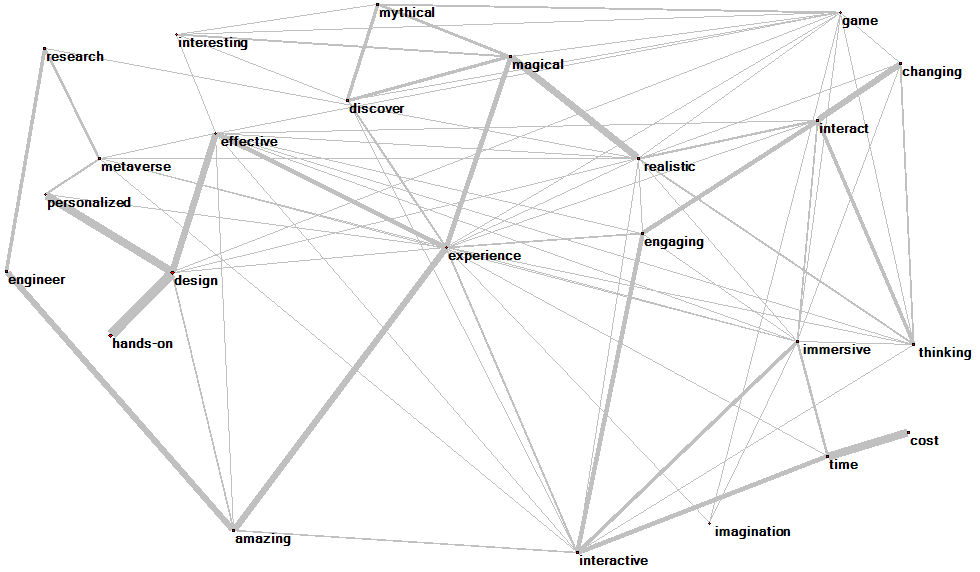 mythical
game
interesting
research
magical
changing
discover
interact
effective
metaverse
realistic
personalized
engaging
experience
engineer
design
hands-on
immersive
thinking
cost
time
amazing
imagination
interactive